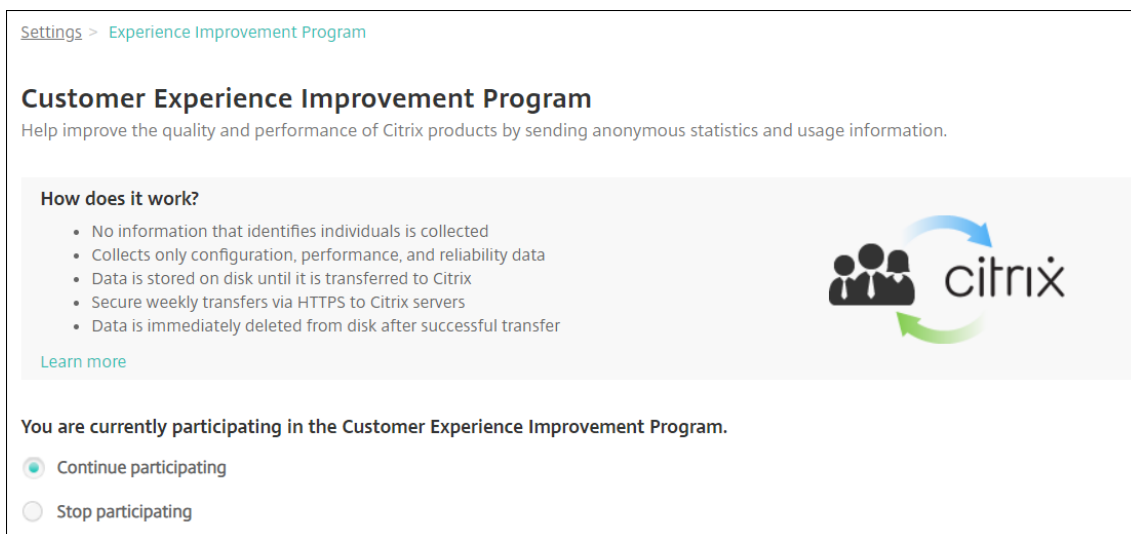 Settings > Experience Improvement Program
Customer Experience Improvement Program
Help improve the quality and performance of Citrix products by sending anonymous statistics and usage information.
How does it work?
• No information that identifies individuals is collected
• Collects only configuration, performance, and reliability data
• Data is stored on disk until it is transferred to Citrix
• Secure weekly transfers via HTTPS to Citrix servers
• Data is immediately deleted from disk after successful transfer
Learn more
citrix
You are currently participating in the Customer Experience Improvement Program.
Continue participating
Stop participating